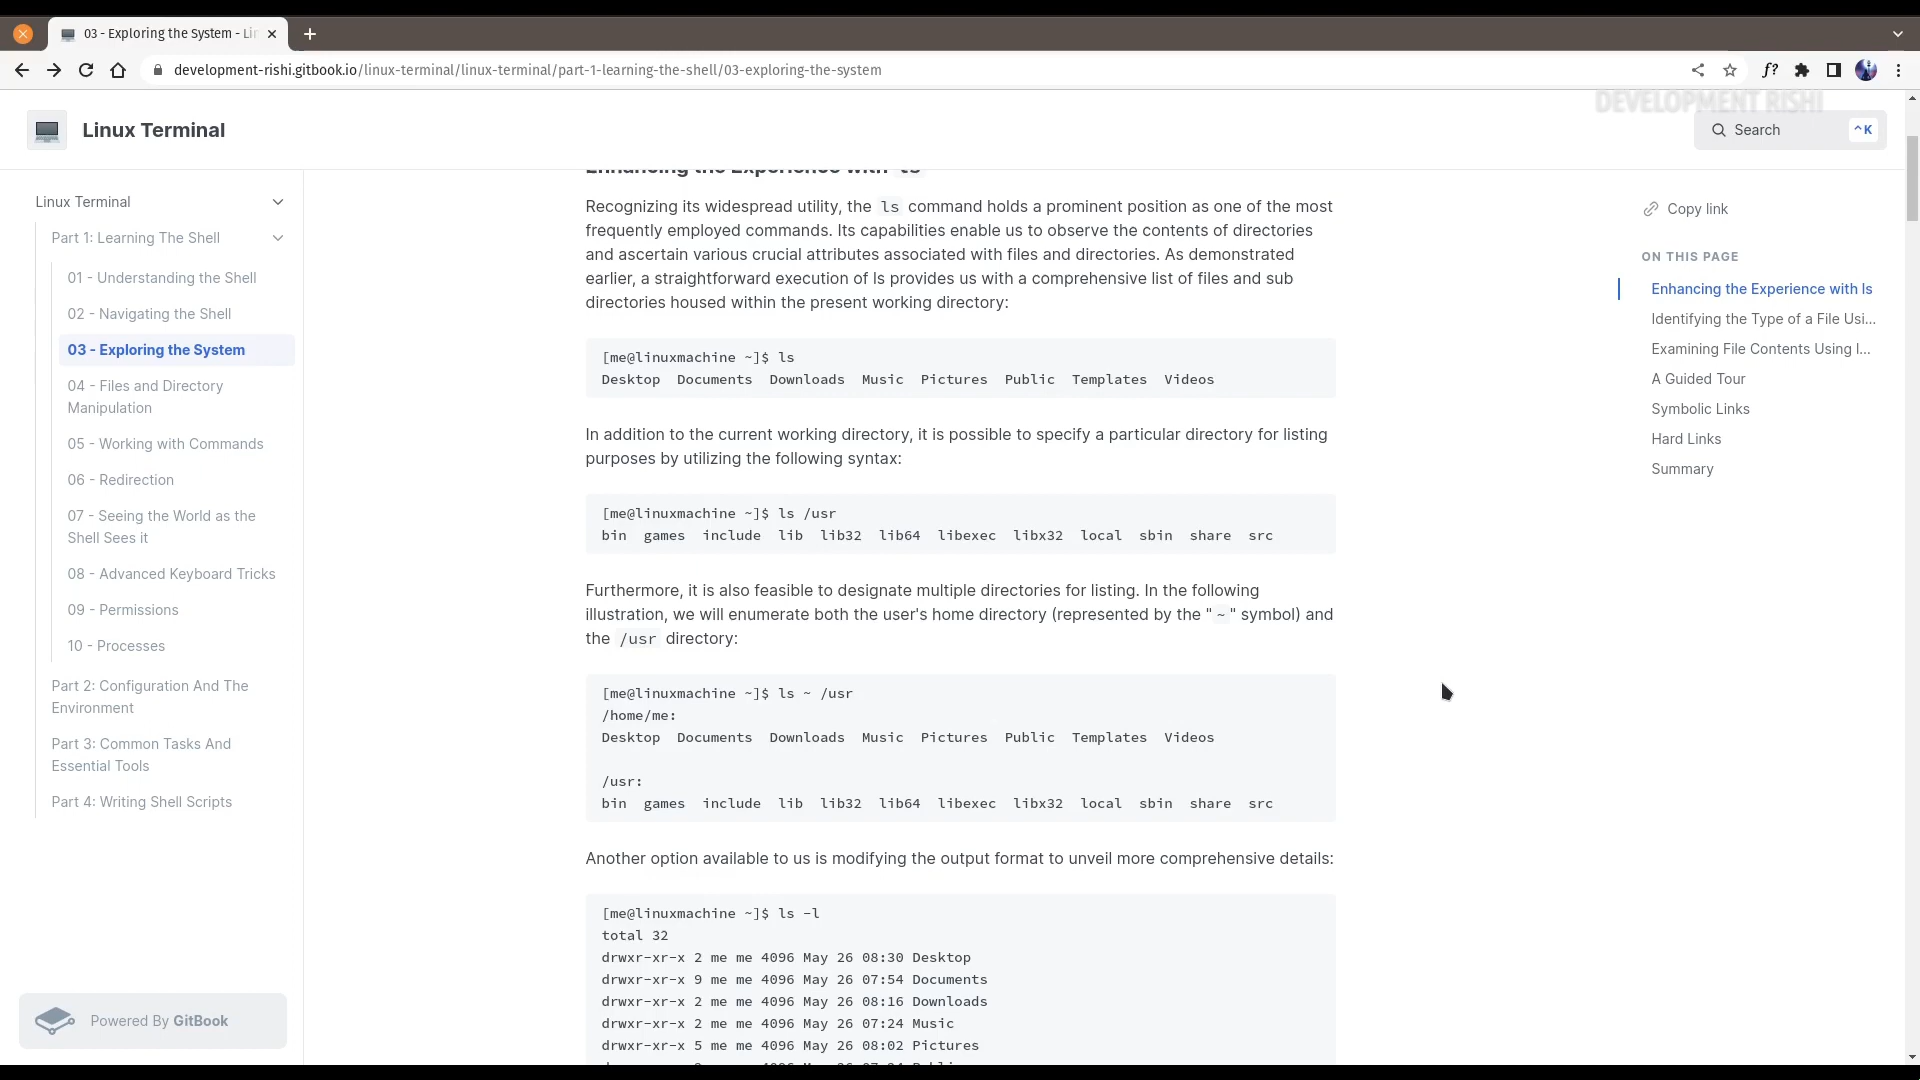 03 - Exploring the System - Li
development-rishi.gitbook.io/linux-terminal/linux-terminal/part-1-learning-the-shell/03-exploring-the-system
f?
DEVELOPMENT RISHI
Linux Terminal
Search
^K
Linux Terminal
Part 1: Learning The Shell
01 - Understanding the Shell
02 - Navigating the Shell
03 - Exploring the System
04 - Files and Directory
Manipulation
05 - Working with Commands
06 - Redirection
07 - Seeing the World as the
Shell Sees it
08 - Advanced Keyboard Tricks
09 - Permissions
10 - Processes
Part 2: Configuration And The
Environment
Part 3: Common Tasks And
Essential Tools
Part 4: Writing Shell Scripts
Powered By GitBook
Enhancing the Experience with ls
Recognizing its widespread utility, the ls command holds a prominent position as one of the most
frequently employed commands. Its capabilities enable us to observe the contents of directories
and ascertain various crucial attributes associated with files and directories. As demonstrated
earlier, a straightforward execution of ls provides us with a comprehensive list of files and sub
directories housed within the present working directory:
[me@linuxmachine ~]$ ls
Desktop  Documents  Downloads  Music  Pictures  Public  Templates  Videos
In addition to the current working directory, it is possible to specify a particular directory for listing
purposes by utilizing the following syntax:
[me@linuxmachine ~]$ ls /usr
bin  games  include  lib  lib32  lib64  libexec  libx32  local  sbin  share  src
Furthermore, it is also feasible to designate multiple directories for listing. In the following
illustration, we will enumerate both the user's home directory (represented by the "~" symbol) and
the /usr directory:
[me@linuxmachine ~]$ ls ~ /usr
/home/me:
Desktop  Documents  Downloads  Music  Pictures  Public  Templates  Videos
/usr:
bin  games  include  lib  lib32  lib64  libexec  libx32  local  sbin  share  src
Another option available to us is modifying the output format to unveil more comprehensive details:
[me@linuxmachine ~]$ ls -l
total 32
drwxr-xr-x 2 me me 4096 May 26 08:30 Desktop
drwxr-xr-x 9 me me 4096 May 26 07:54 Documents
drwxr-xr-x 2 me me 4096 May 26 08:16 Downloads
drwxr-xr-x 2 me me 4096 May 26 07:24 Music
drwxr-xr-x 5 me me 4096 May 26 08:02 Pictures
Copy link
ON THIS PAGE
Enhancing the Experience with ls
Identifying the Type of a File Usi...
Examining File Contents Using l...
A Guided Tour
Symbolic Links
Hard Links
Summary